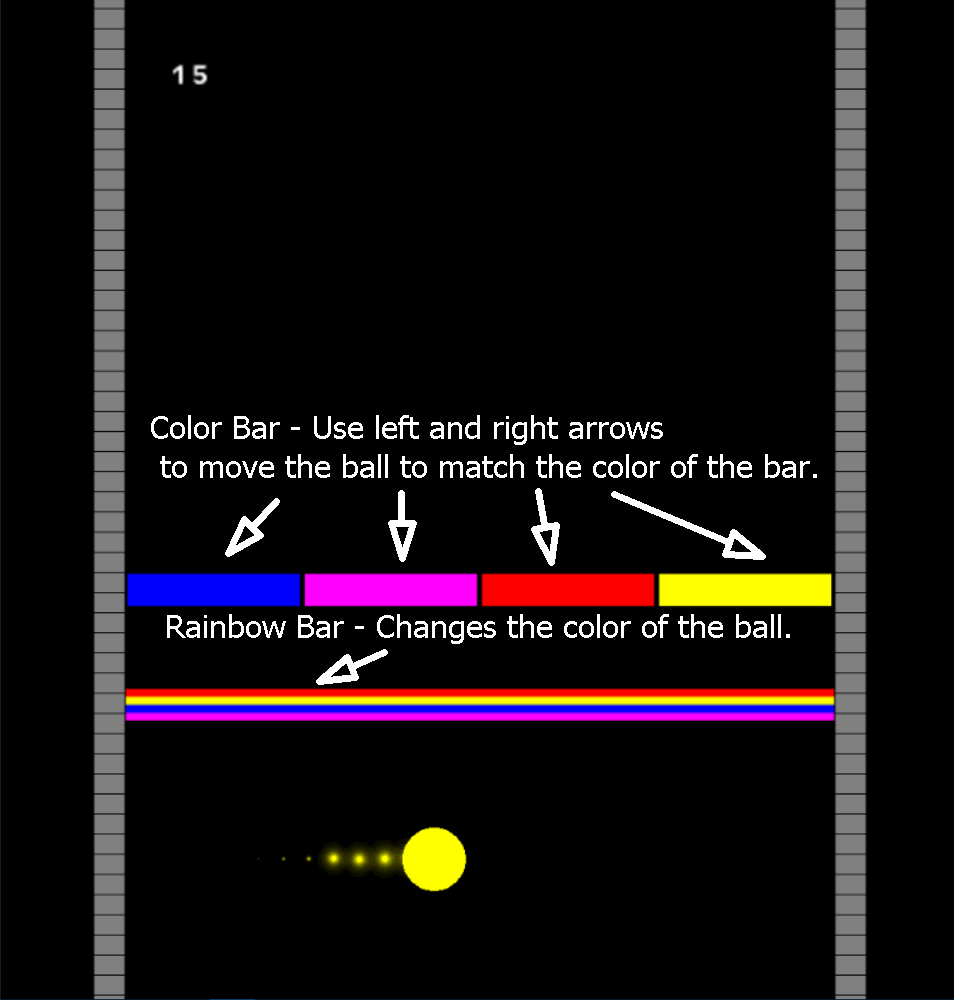 15
Color Bar - Use left and right arrows
to move the ball to match the color of the bar.
Rainbow Bar - Changes the color of the ball.